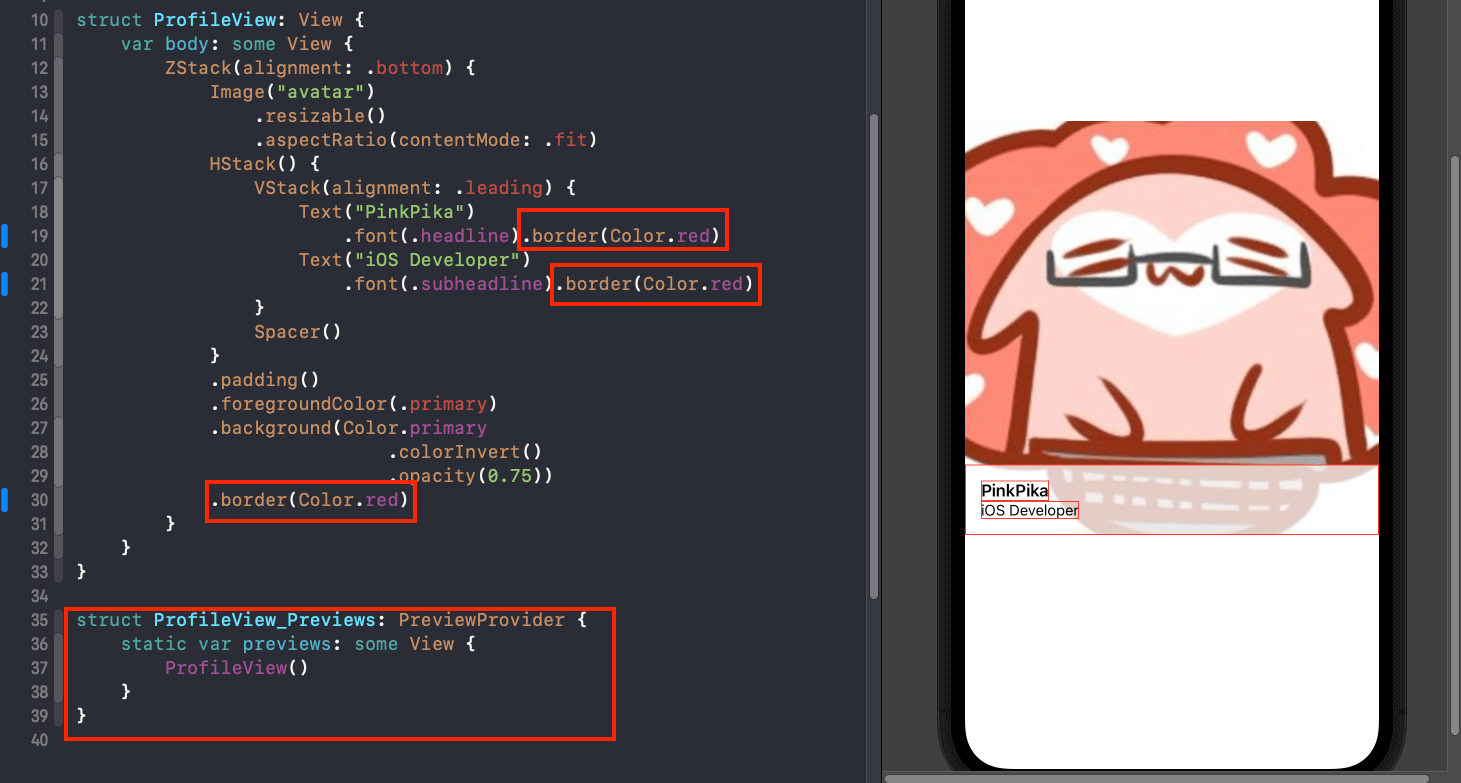 10 struct ProfileView: View {
11     var body: some View {
12         ZStack(alignment: .bottom) {
13             Image("avatar")
14                 .resizable()
15                 .aspectRatio(contentMode: .fit)
16             HStack() {
17                 VStack(alignment: .leading) {
18                     Text("PinkPika")
19                         .font(.headline).border(Color.red)
20                     Text("iOS Developer")
21                         .font(.subheadline).border(Color.red)
22                 }
23                 Spacer()
24             }
25             .padding()
26             .foregroundColor(.primary)
27             .background(Color.primary
28                             .colorInvert()
29                             .opacity(0.75))
30             .border(Color.red)
31         }
32     }
33 }
34
35 struct ProfileView_Previews: PreviewProvider {
36     static var previews: some View {
37         ProfileView()
38     }
39 }
40
PinkPika
iOS Developer